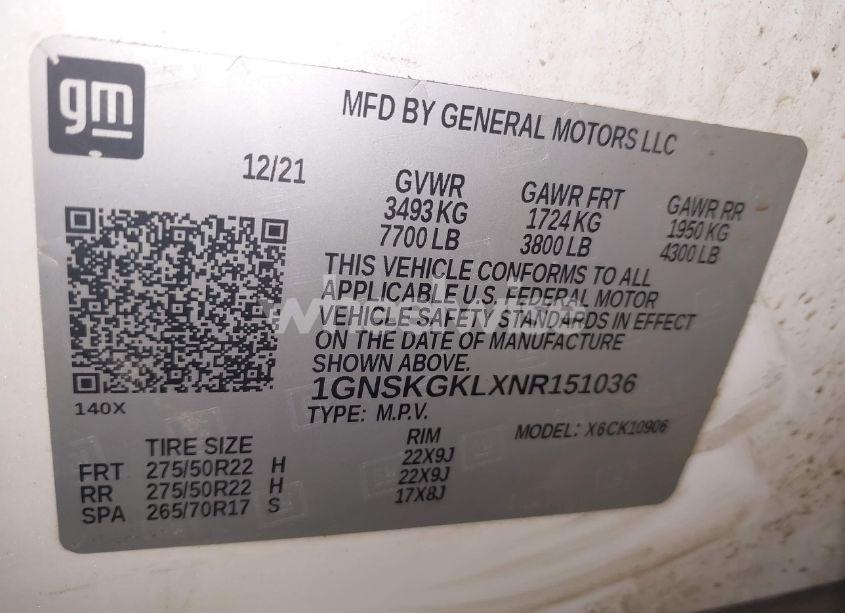 gm
MFD BY GENERAL MOTORS LLC
12/21
GVWR GAWR FRT GAWR RR
3493 KG 1724 KG 1950 KG
7700 LB 3800 LB 4300 LB
THIS VEHICLE CONFORMS TO ALL
APPLICABLE U.S. FEDERAL MOTOR
VEHICLE SAFETY STANDARDS IN EFFECT
ON THE DATE OF MANUFACTURE
SHOWN ABOVE.
1GNSKGKLXNR151036
140X
TYPE: M.P.V. MODEL: X6CK10906
TIRE SIZE RIM
FRT 275/50R22 H 22X9J
RR 275/50R22 H 22X9J
SPA 265/70R17 S 17X8J